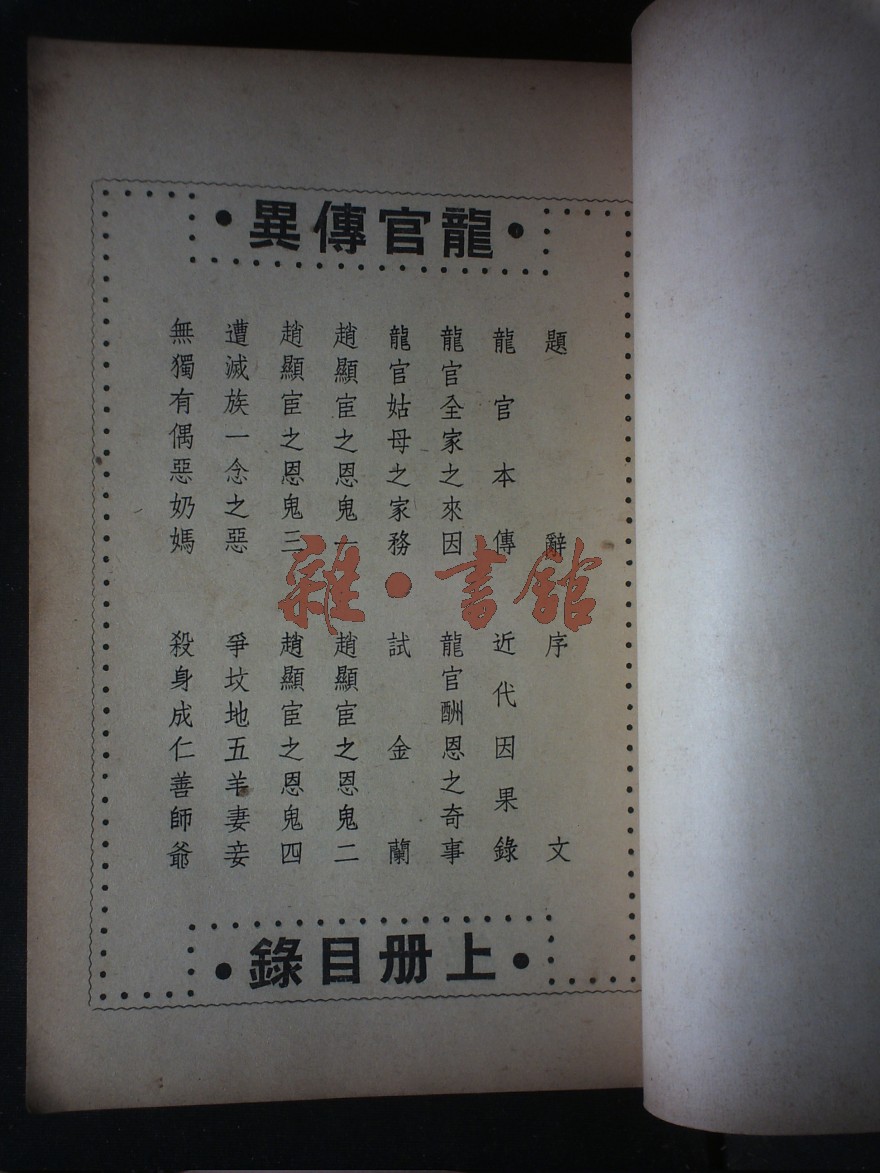 龍官傳異
題辭
序文
龍官本傳
近代因果錄
龍官全家之來因
龍官酬恩之奇事
龍官姑母之家務
試金蘭
趙顯宦之恩鬼一
趙顯宦之恩鬼二
趙顯宦之恩鬼三
趙顯宦之恩鬼四
遭滅族一念之惡
爭坟地五羊妻妾
無獨有偶惡奶媽
殺身成仁善師爺
上册目錄
雜·書舘